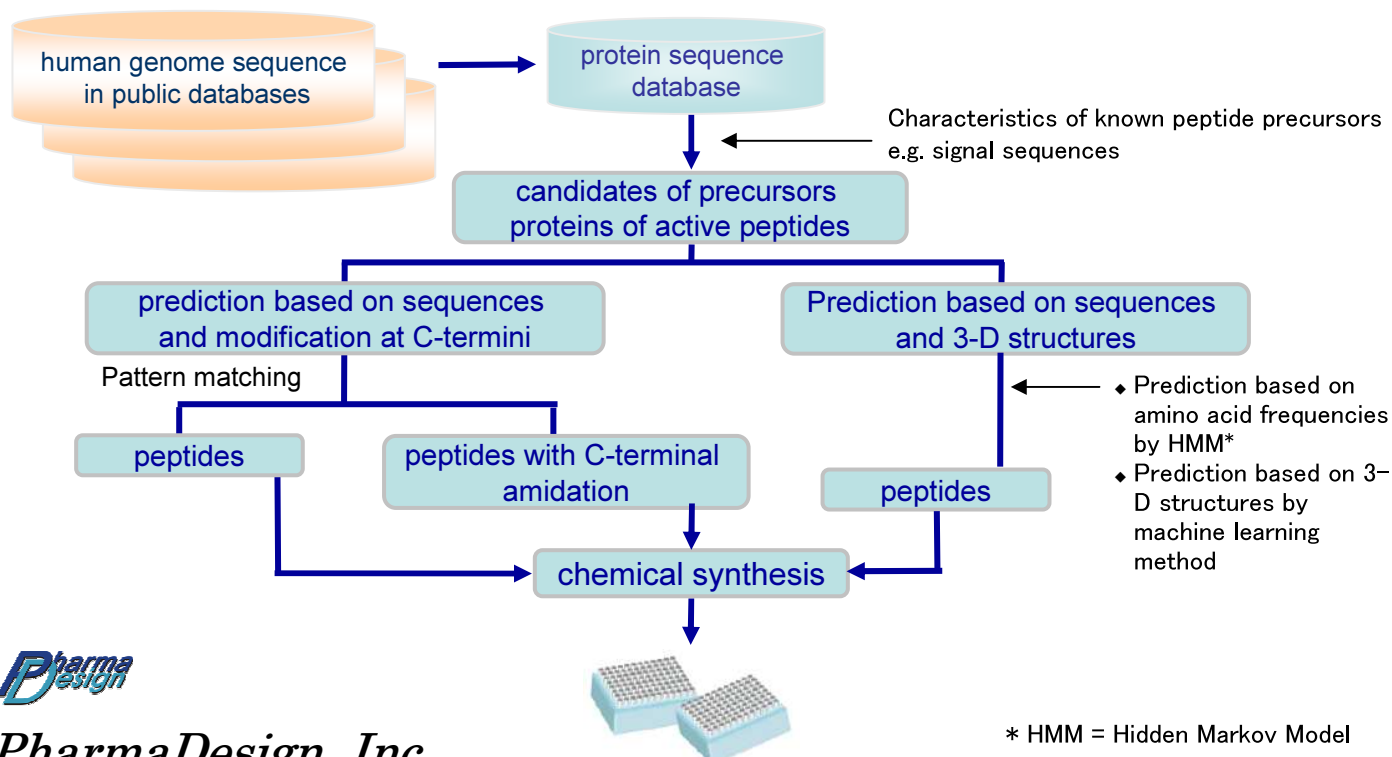 human genome sequence
in public databases
protein sequence
database
Characteristics of known peptide precursors
e.g. signal sequences
candidates of precursors
proteins of active peptides
prediction based on sequences
and modification at C-termini
Prediction based on sequences
and 3-D structures
Pattern matching
peptides
peptides with C-terminal
amidation
peptides
◆ Prediction based on
amino acid frequencies
by HMM*
◆ Prediction based on 3-
D structures by
machine learning
method
chemical synthesis
Pharma
Design
PharmaDesign, Inc.
* HMM = Hidden Markov Model